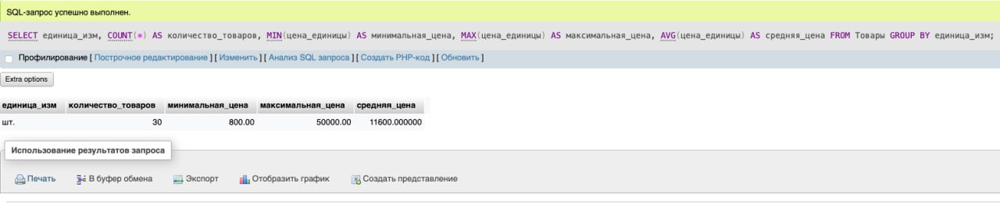 SQL-запрос успешно выполнен.
SELECT единица_изм, COUNT(*) AS количество_товаров, MIN(цена_единицы) AS минимальная_цена, MAX(цена_единицы) AS максимальная_цена, AVG(цена_единицы) AS средняя_цена FROM Товары GROUP BY единица_изм;
Профилирование [ Построчное редактирование ] [ Изменить ] [ Анализ SQL запроса ] [ Создать PHP-код ] [ Обновить ]
Extra options
единица_изм количество_товаров минимальная_цена максимальная_цена средняя_цена
шт. 30 800.00 50000.00 11600.000000
Использование результатов запроса
Печать В буфер обмена Экспорт Отобразить график Создать представление